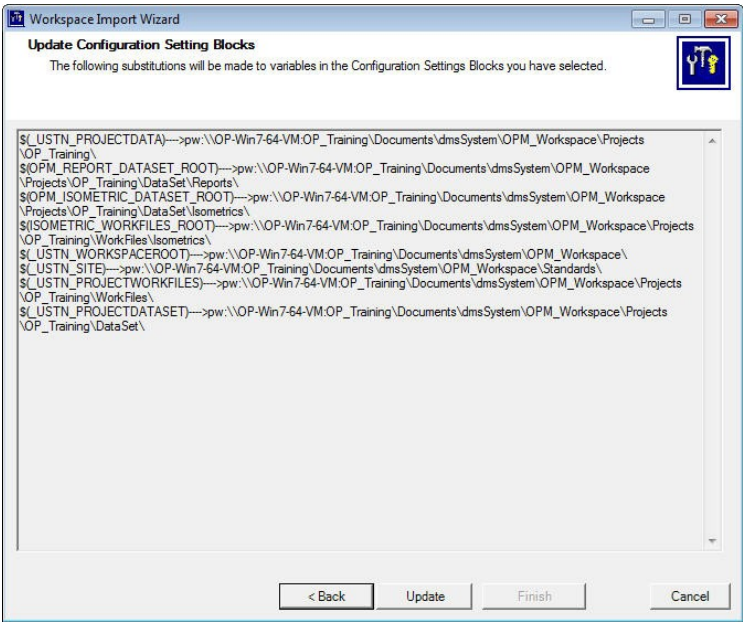 Workspace Import Wizard
Update Configuration Setting Blocks
The following substitutions will be made to variables in the Configuration Settings Blocks you have selected.
$(_USTN_PROJECTDATA)--->pw:\\OP-Win7-64-VM:OP_Training\Documents\dmsSystem\OPM_Workspace\Projects
\OP_Training\
$(OPM_REPORT_DATASET_ROOT)--->pw:\\OP-Win7-64-VM:OP_Training\Documents\dmsSystem\OPM_Workspace
\Projects\OP_Training\DataSet\Reports\
$(OPM_ISOMETRIC_DATASET_ROOT)--->pw:\\OP-Win7-64-VM:OP_Training\Documents\dmsSystem\OPM_Workspace
\Projects\OP_Training\DataSet\Isometrics\
$(ISOMETRIC_WORKFILES_ROOT)--->pw:\\OP-Win7-64-VM:OP_Training\Documents\dmsSystem\OPM_Workspace\Projects
\OP_Training\WorkFiles\Isometrics\
$(_USTN_WORKSPACEROOT)--->pw:\\OP-Win7-64-VM:OP_Training\Documents\dmsSystem\OPM_Workspace\
$(_USTN_SITE)--->pw:\\OP-Win7-64-VM:OP_Training\Documents\dmsSystem\OPM_Workspace\Standards\
$(_USTN_PROJECTWORKFILES)--->pw:\\OP-Win7-64-VM:OP_Training\Documents\dmsSystem\OPM_Workspace\Projects
\OP_Training\WorkFiles\
$(_USTN_PROJECTDATASET)--->pw:\\OP-Win7-64-VM:OP_Training\Documents\dmsSystem\OPM_Workspace\Projects
\OP_Training\DataSet\
< Back Update Finish Cancel